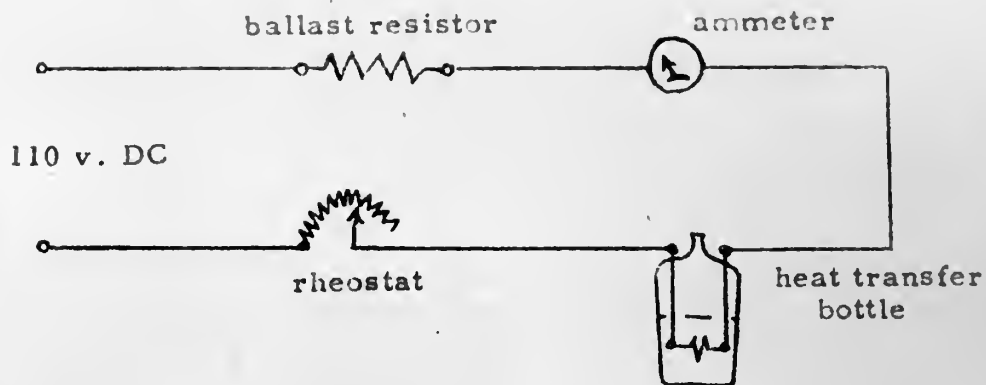 ballast resistor
ammeter
110 v. DC
rheostat
heat transfer
bottle